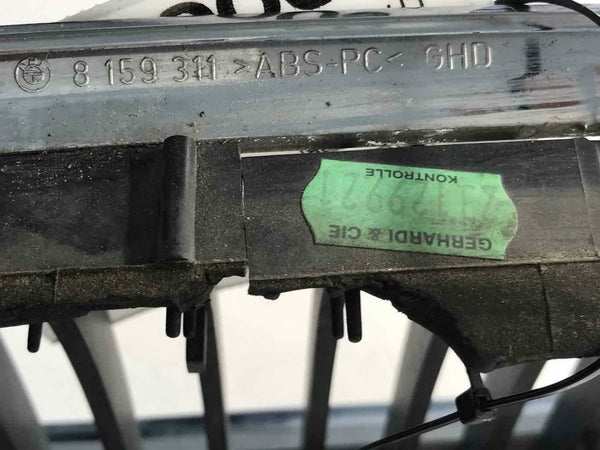 8 159 311 >ABS-PC< GHD
GERHARDI & CIE
KONTROLLE